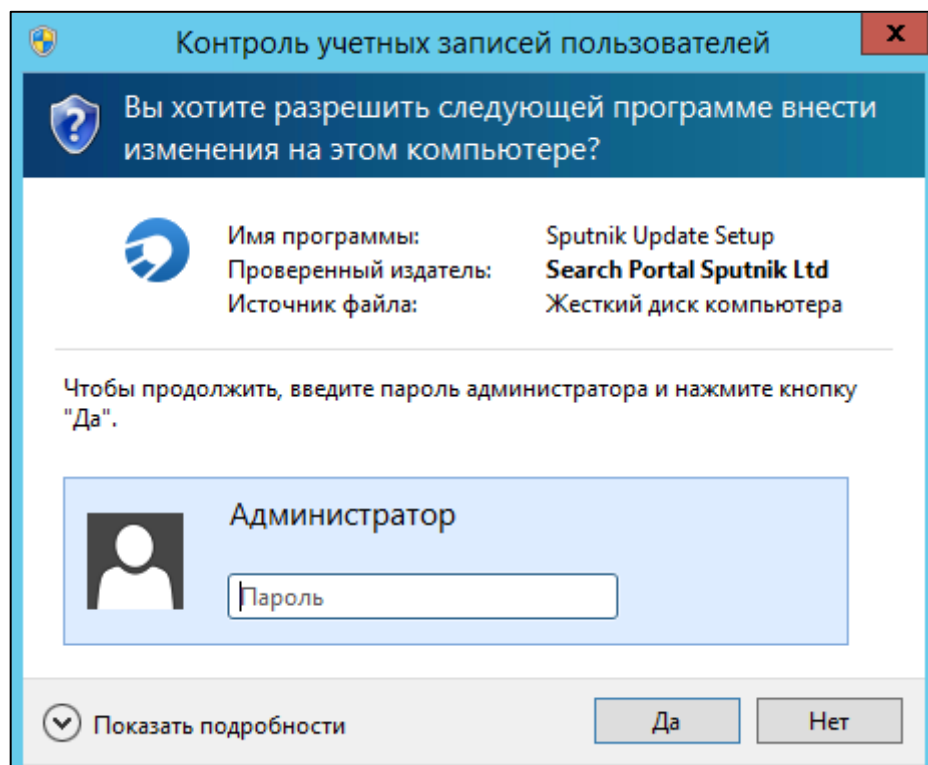 Контроль учетных записей пользователей
x
Вы хотите разрешить следующей программе внести
изменения на этом компьютере?
Имя программы: Sputnik Update Setup
Проверенный издатель: Search Portal Sputnik Ltd
Источник файла: Жесткий диск компьютера
Чтобы продолжить, введите пароль администратора и нажмите кнопку
"Да".
Администратор
Пароль
Показать подробности
Да
Нет